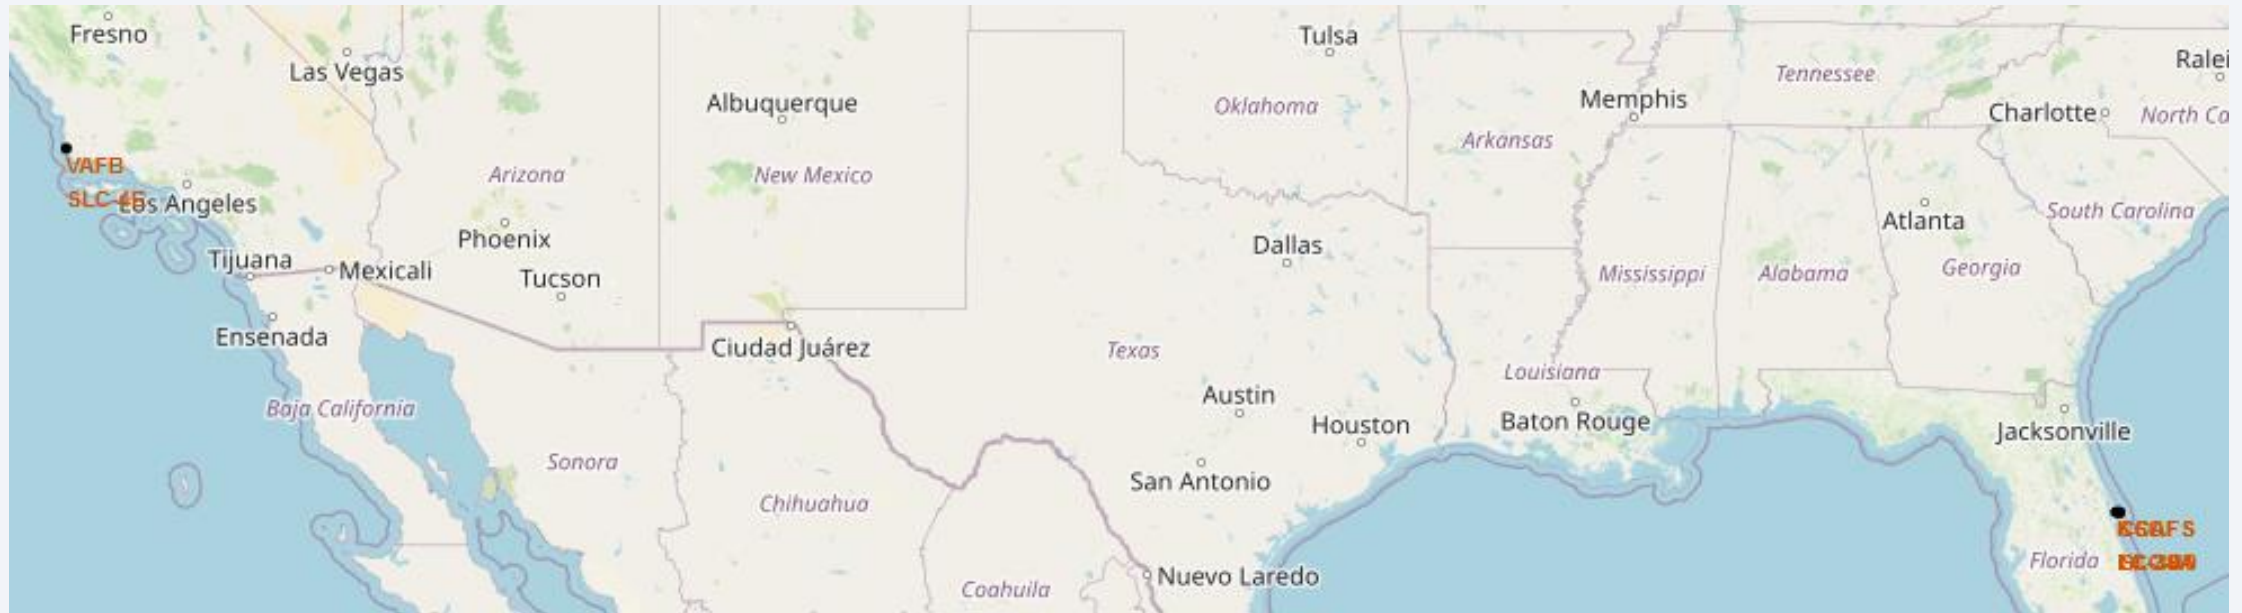 Fresno
Tulsa
Ralei
Las Vegas
Tennessee
Albuquerque
Oklahoma
Memphis
Charlotte
North Ca
Arkansas
VAFB
Arizona
New Mexico
SLC-4E
Los Angeles
South Carolina
Atlanta
Phoenix
Dallas
Tijuana
Mexicali
Tucson
Mississippi
Alabama
Georgia
Ensenada
Ciudad Juárez
Texas
Louisiana
Baja California
Austin
Houston
Baton Rouge
Jacksonville
Sonora
San Antonio
Chihuahua
Florida
Nuevo Laredo
Coahuila